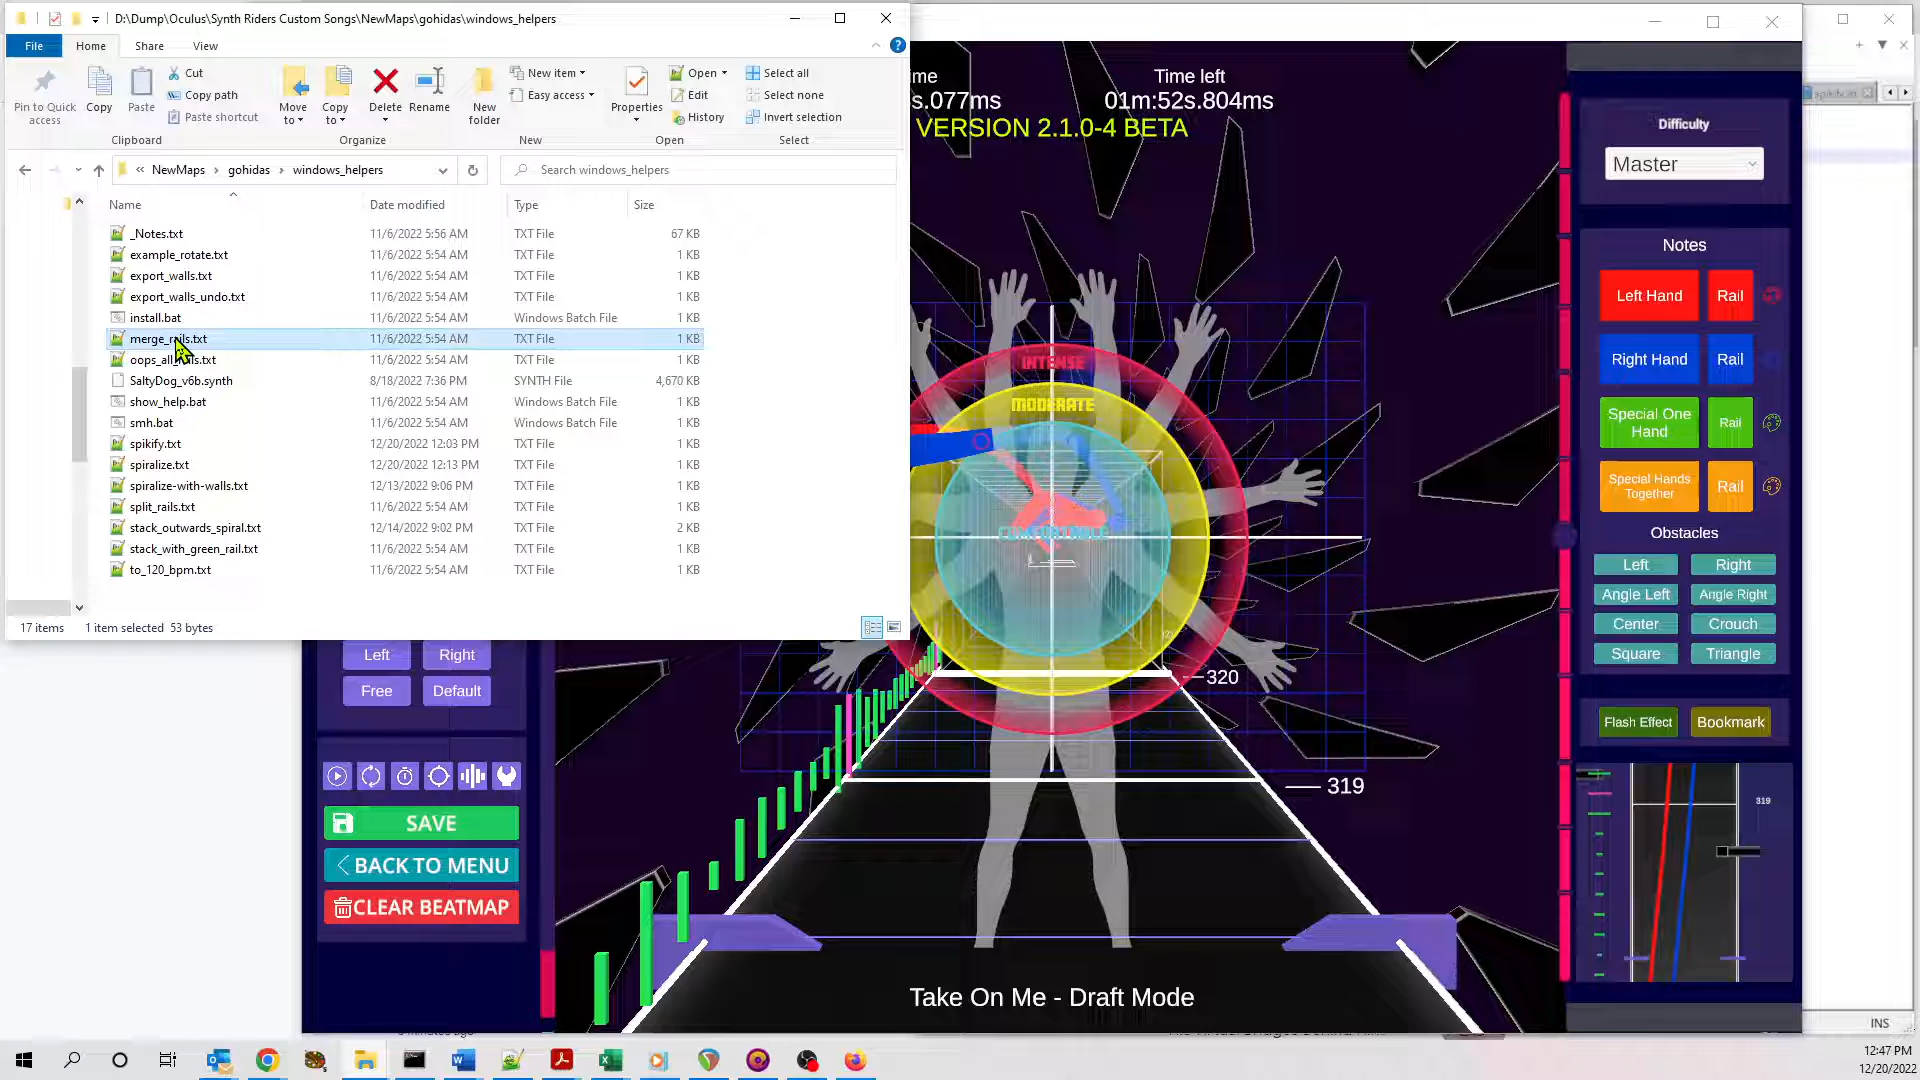 D:\Dump\Oculus\Synth Riders Custom Songs\NewMaps\gohidas\windows_helpers
File
Home
Share
View
Pin to Quick access
Copy
Paste
Cut
Copy path
Paste shortcut
Clipboard
Move to
Copy to
Delete
Rename
Organize
New folder
New item
Easy access
New
Properties
Open
Edit
History
Open
Select all
Select none
Invert selection
Select
« NewMaps › gohidas › windows_helpers
Search windows_helpers
Name Date modified Type Size
_Notes.txt 11/6/2022 5:56 AM TXT File 67 KB
example_rotate.txt 11/6/2022 5:54 AM TXT File 1 KB
export_walls.txt 11/6/2022 5:54 AM TXT File 1 KB
export_walls_undo.txt 11/6/2022 5:54 AM TXT File 1 KB
install.bat 11/6/2022 5:54 AM Windows Batch File 1 KB
merge_rails.txt 11/6/2022 5:54 AM TXT File 1 KB
oops_all_rails.txt 11/6/2022 5:54 AM TXT File 1 KB
SaltyDog_v6b.synth 8/18/2022 7:36 PM SYNTH File 4,670 KB
show_help.bat 11/6/2022 5:54 AM Windows Batch File 1 KB
smh.bat 11/6/2022 5:54 AM Windows Batch File 1 KB
spikify.txt 12/20/2022 12:03 PM TXT File 1 KB
spiralize.txt 12/20/2022 12:13 PM TXT File 1 KB
spiralize-with-walls.txt 12/13/2022 9:06 PM TXT File 1 KB
split_rails.txt 11/6/2022 5:54 AM TXT File 1 KB
stack_outwards_spiral.txt 12/14/2022 9:02 PM TXT File 2 KB
stack_with_green_rail.txt 11/6/2022 5:54 AM TXT File 1 KB
to_120_bpm.txt 11/6/2022 5:54 AM TXT File 1 KB
17 items 1 item selected 53 bytes
ime
s.077ms
Time left
01m:52s.804ms
VERSION 2.1.0-4 BETA
INTENSE
MODERATE
COMFORTABLE
320
319
Take On Me - Draft Mode
Left Right
Free Default
SAVE
BACK TO MENU
CLEAR BEATMAP
Difficulty
Master
Notes
Left Hand Rail
Right Hand Rail
Special One Hand Rail
Special Hands Together Rail
Obstacles
Left Right
Angle Left Angle Right
Center Crouch
Square Triangle
Flash Effect Bookmark
319
INS
12:47 PM
12/20/2022